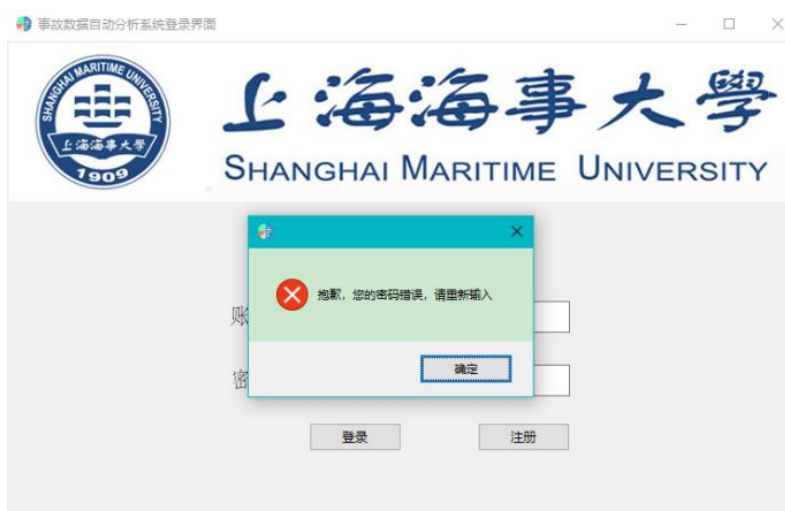 事故数据自动分析系统登录界面
SHANGHAI MARITIME UNIVERSITY
上海海事大學
1909
上海海事大學
SHANGHAI MARITIME UNIVERSITY
抱歉，您的密码错误，请重新输入
确定
账
密
登录
注册